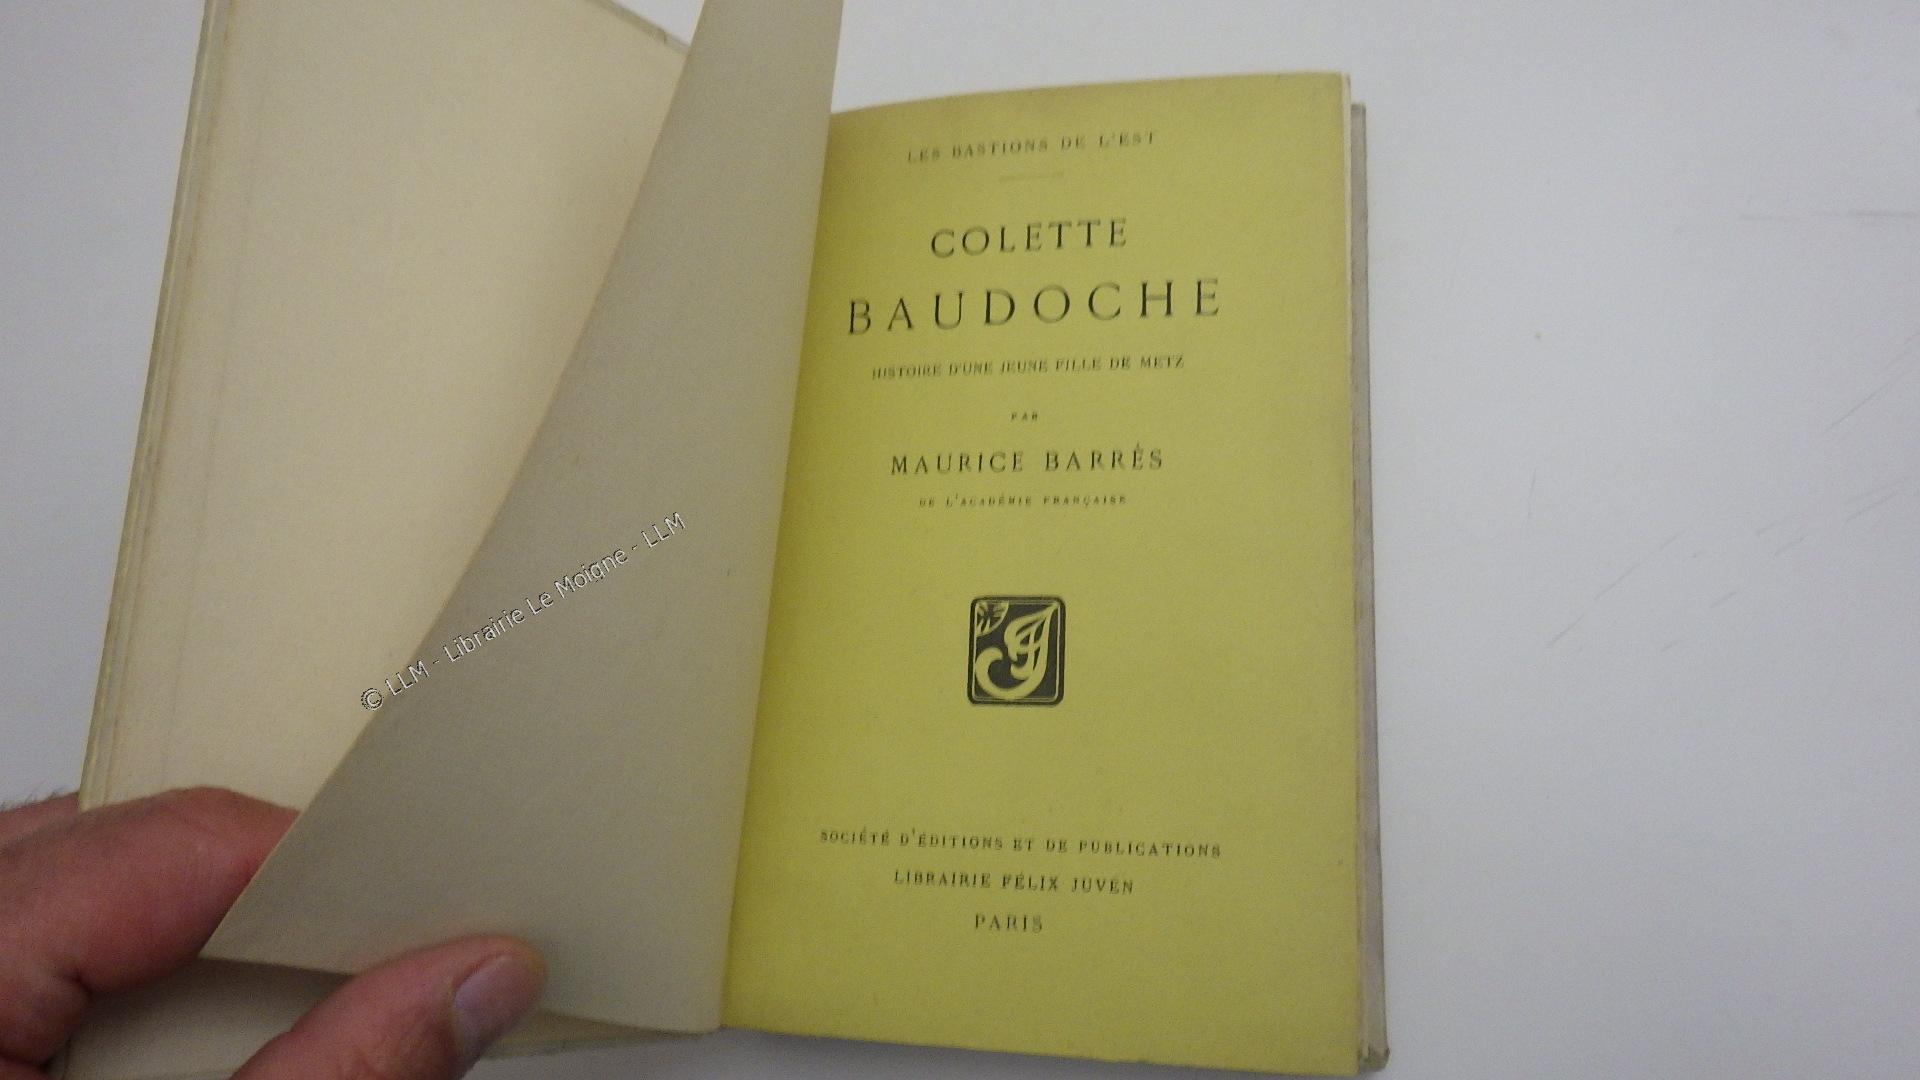 LES BASTIONS DE L'EST
COLETTE
BAUDOCHE
HISTOIRE D'UNE JEUNE FILLE DE METZ
PAR
MAURICE BARRÈS
DE L'ACADÉMIE FRANÇAISE
J
SOCIÉTÉ D'ÉDITIONS ET DE PUBLICATIONS
LIBRAIRIE FÉLIX JUVEN
PARIS
© LLM - Librairie Le Moigne - LLM